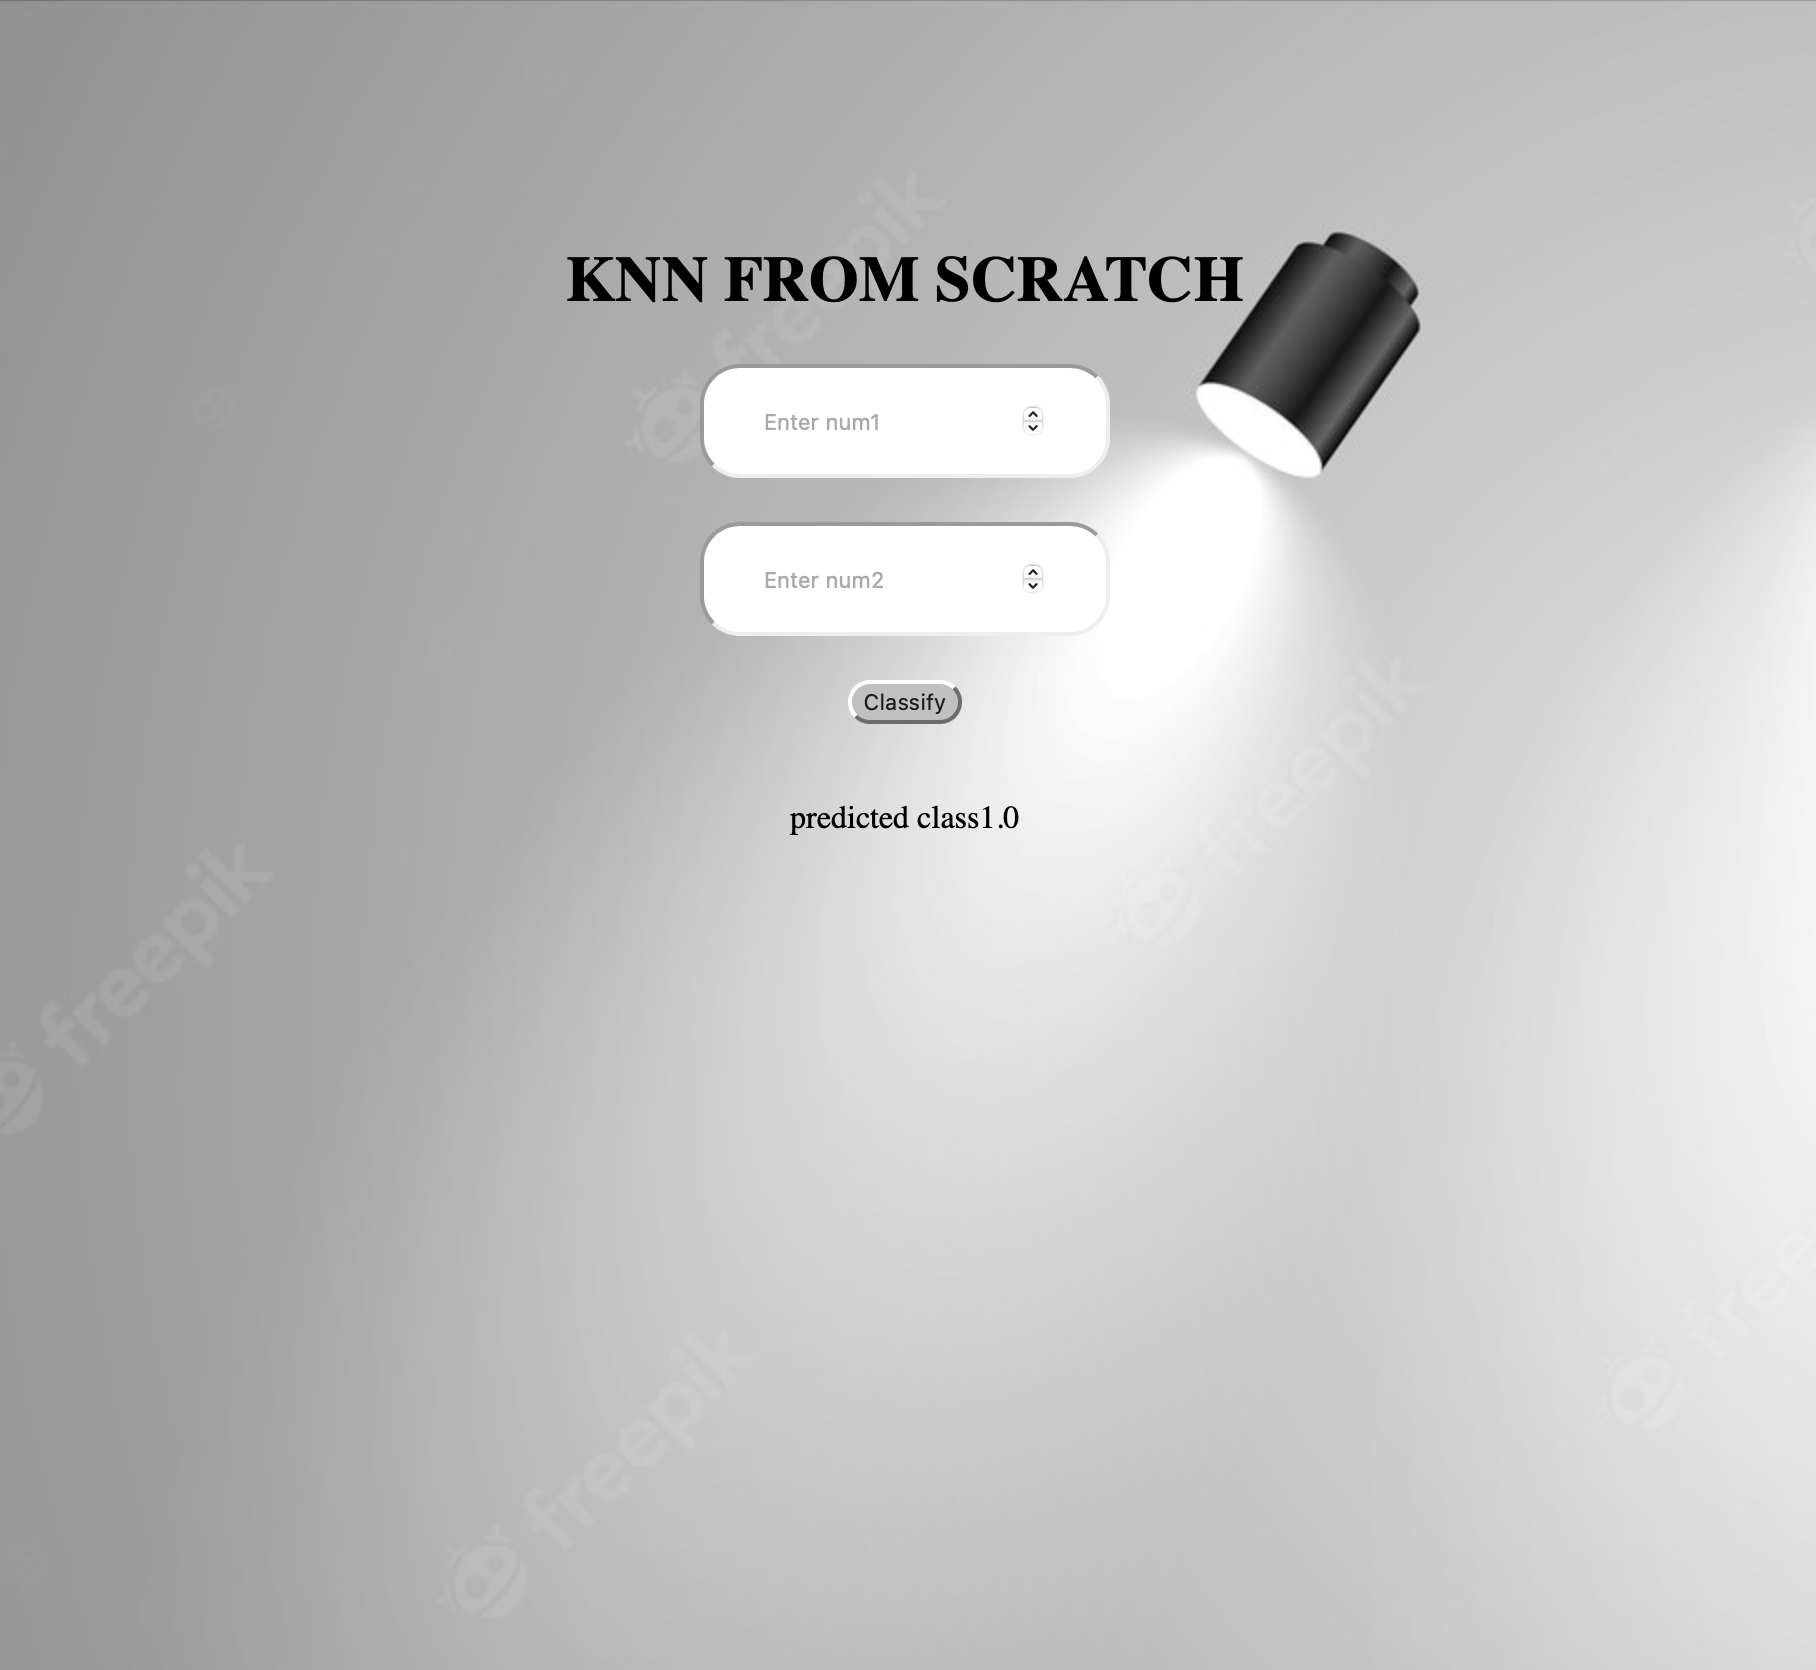 freepik
KNN FROM SCRATCH
freepik
Enter num1
Enter num2
Classify
freepik
predicted class1.0
freepik
freepik